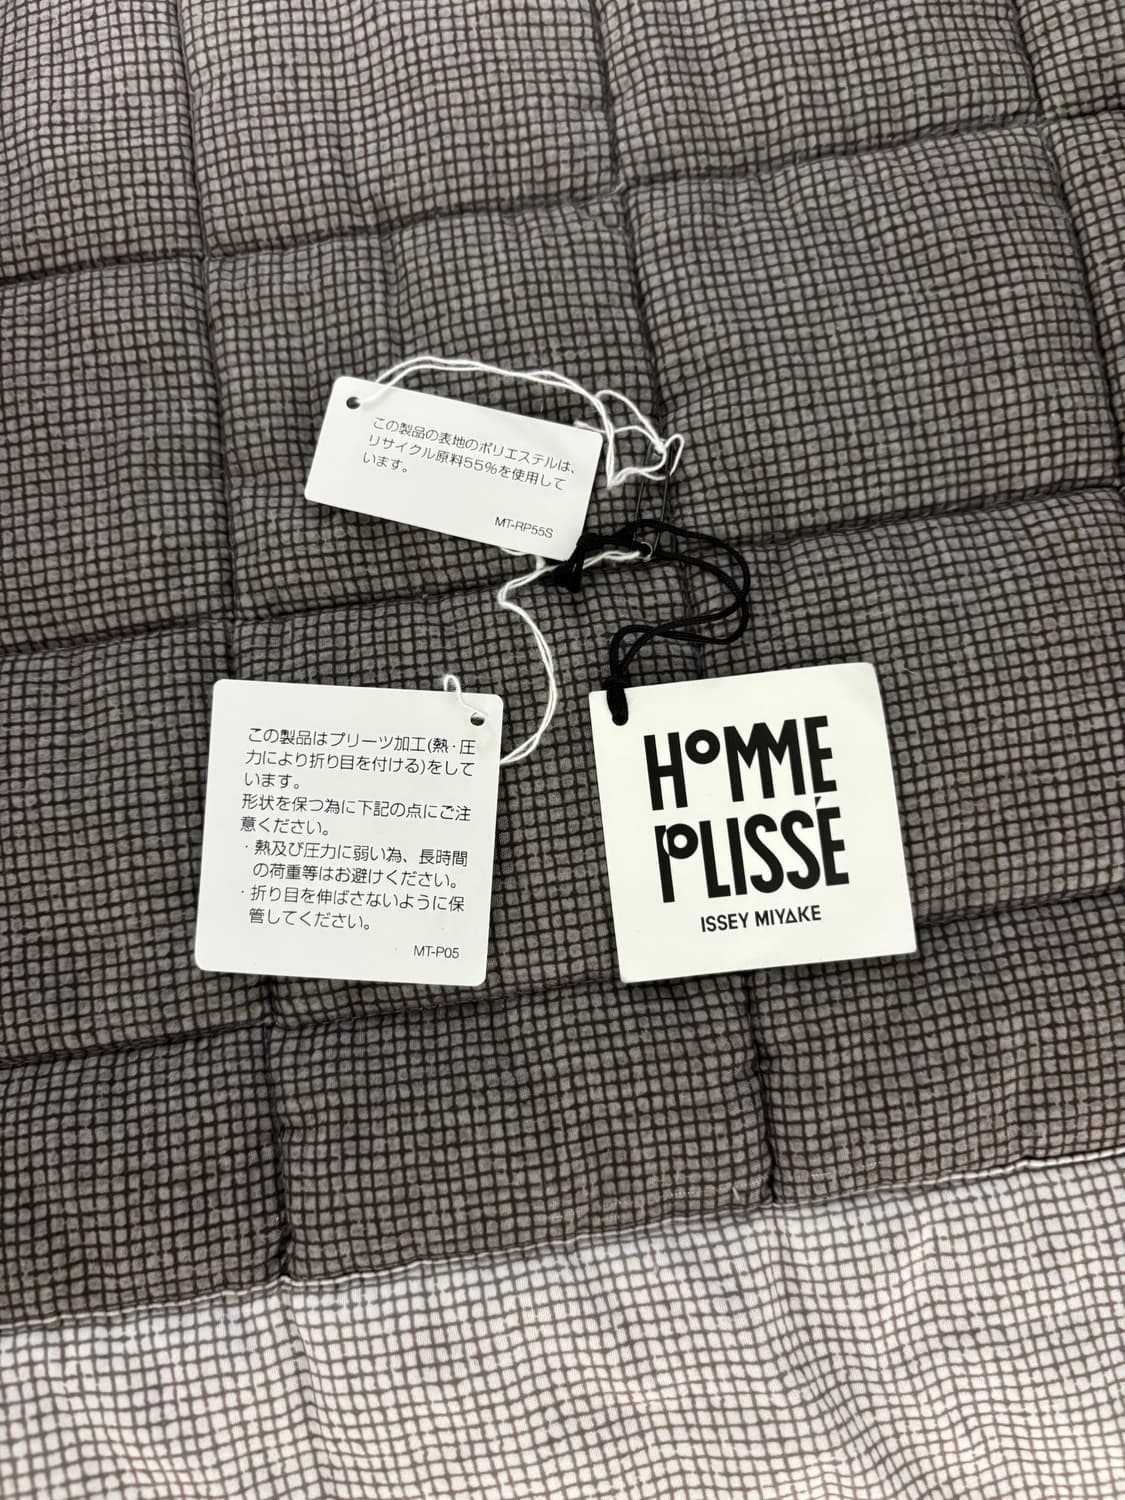 この製品の表地のポリエステルは、
リサイクル原料55%を使用して
います。
MT-RP55S
この製品はプリーツ加工(熱・圧
力により折り目を付ける)をして
います。
形状を保つ為に下記の点にご注
意ください。
・熱及び圧力に弱い為、長時間
の荷重等はお避けください。
・折り目を伸ばさないように保
管してください。
MT-P05
HOMME
PLISSÉ
ISSEY MIYAKE